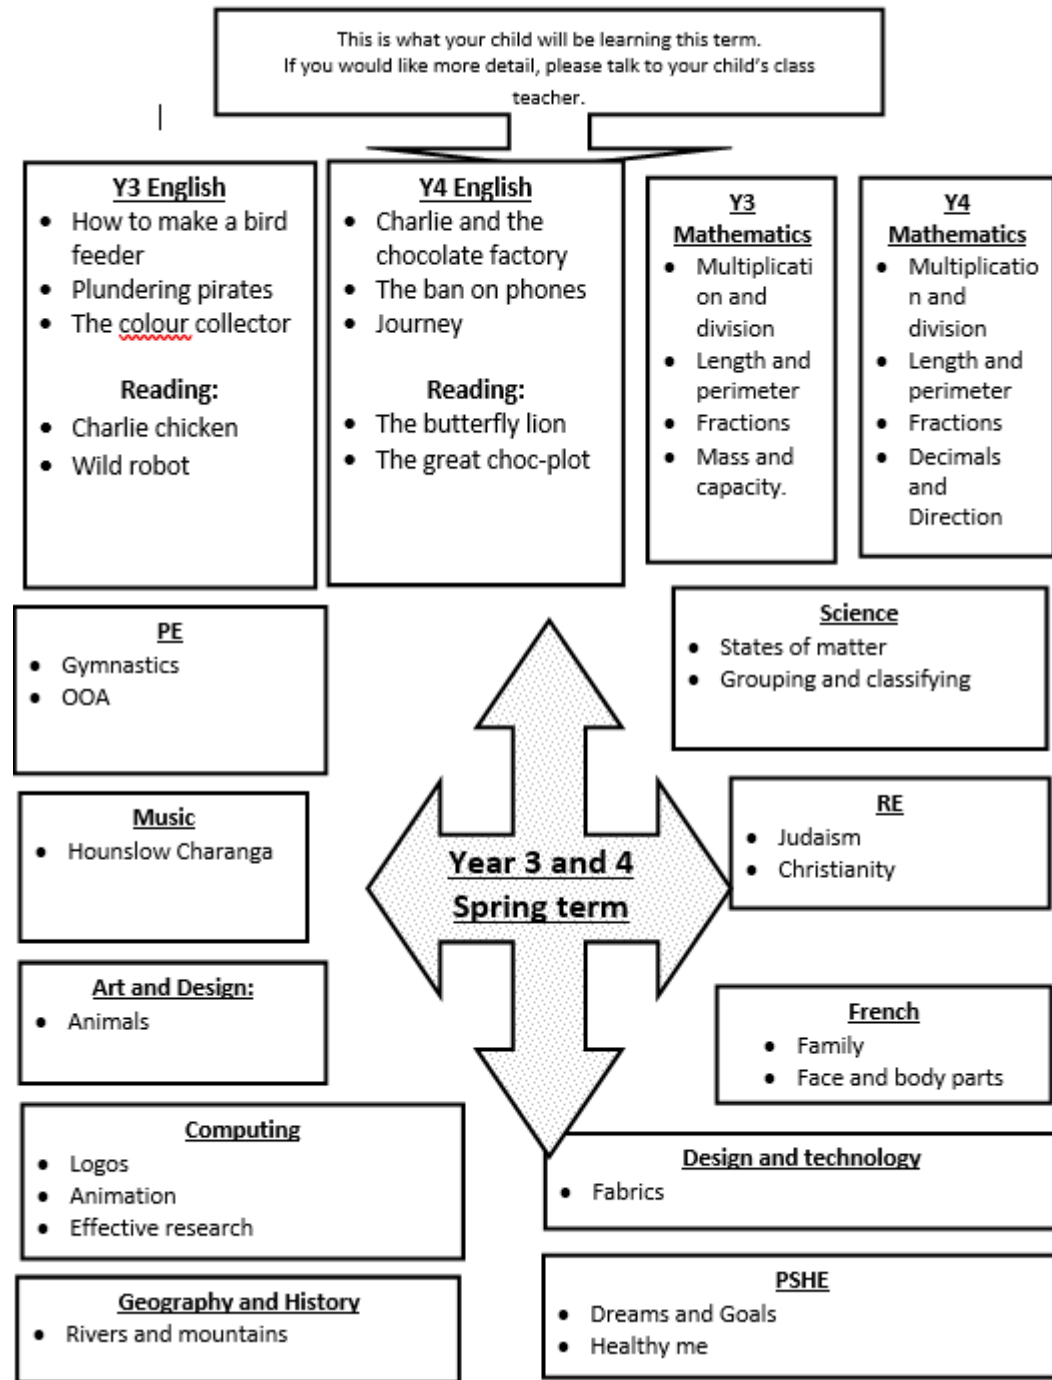 This is what your child will be learning this term.
If you would like more detail, please talk to your child's class
teacher.
Y3 English
• How to make a bird
feeder
• Plundering pirates
• The colour collector
Reading:
• Charlie chicken
• Wild robot
Y4 English
• Charlie and the
chocolate factory
• The ban on phones
• Journey
Reading:
• The butterfly lion
• The great choc-plot
Y3
Mathematics
• Multiplicati
on and
division
• Length and
perimeter
• Fractions
• Mass and
capacity.
Y4
Mathematics
• Multiplicatio
n and
division
• Length and
perimeter
• Fractions
• Decimals
and
Direction
PE
• Gymnastics
• OOA
Science
• States of matter
• Grouping and classifying
Music
• Hounslow Charanga
Year 3 and 4
Spring term
RE
• Judaism
• Christianity
Art and Design:
• Animals
French
• Family
• Face and body parts
Computing
• Logos
• Animation
• Effective research
Design and technology
• Fabrics
Geography and History
• Rivers and mountains
PSHE
• Dreams and Goals
• Healthy me